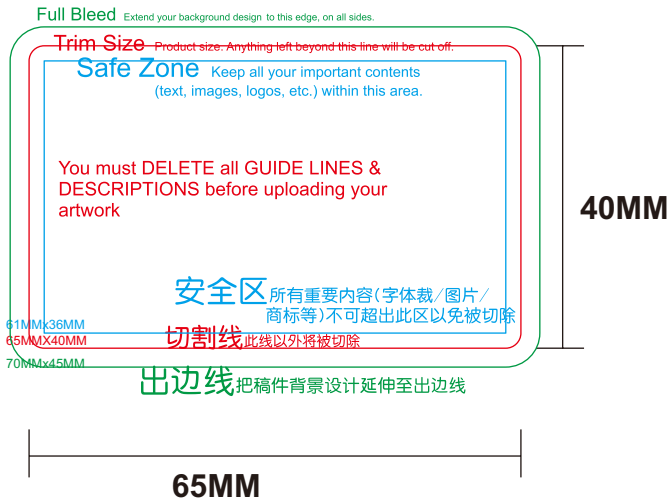 Full Bleed Extend your background design to this edge, on all sides.
Trim Size Product size. Anything left beyond this line will be cut off.
Safe Zone Keep all your important contents
(text, images, logos, etc.) within this area.
You must DELETE all GUIDE LINES &
DESCRIPTIONS before uploading your
artwork
40MM
安全区 所有重要内容(字体裁/图片/
商标等)不可超出此区以免被切除
61MMx36MM
65MMX40MM
切割线 此线以外将被切除
70MMx45MM
出边线 把稿件背景设计延伸至出边线
65MM